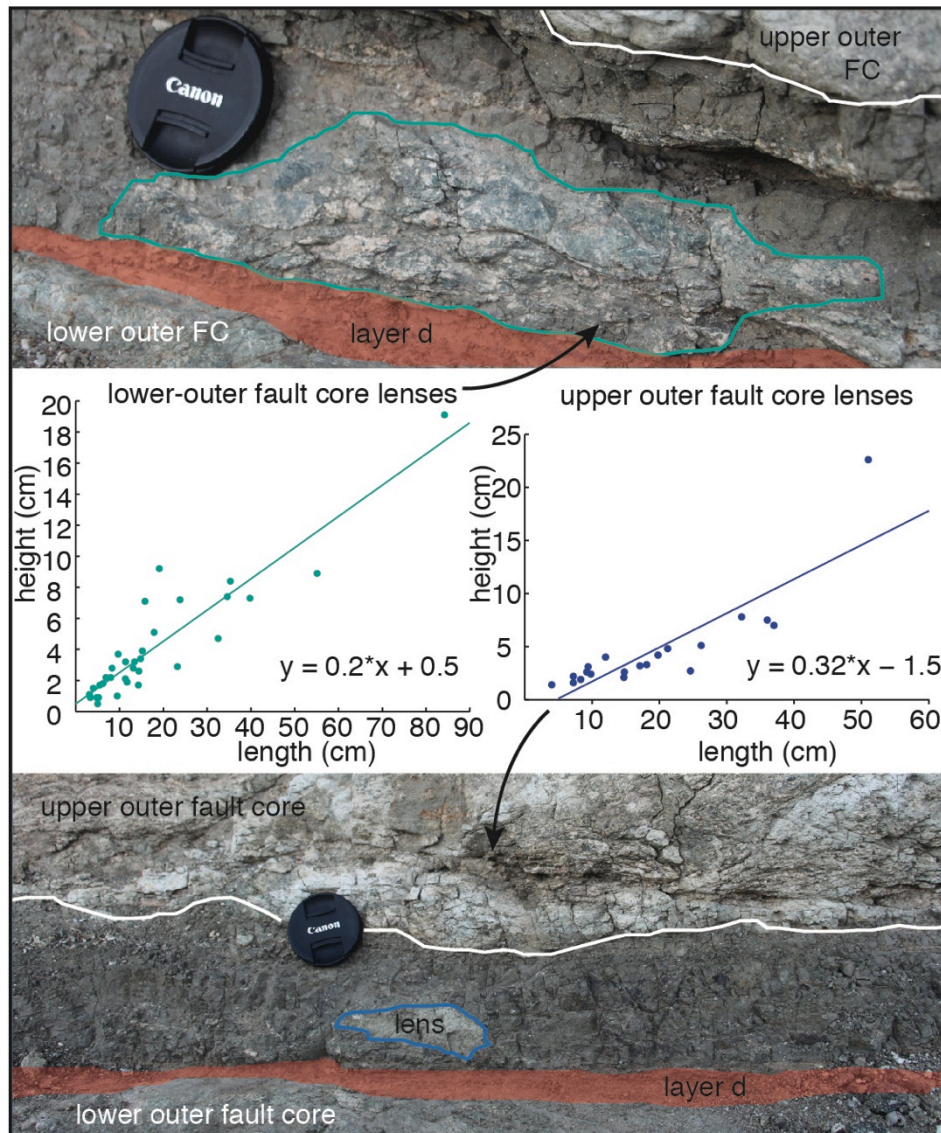 upper outer
FC
Canon
lower outer FC
layer d
lower-outer fault core lenses
upper outer fault core lenses
20
18
16
14
12
10
8
6
4
2
0
height (cm)
y = 0.2*x + 0.5
10 20 30 40 50 60 70 80 90
length (cm)
25
20
15
10
5
0
height (cm)
y = 0.32*x − 1.5
10 20 30 40 50 60
length (cm)
upper outer fault core
Canon
lens
layer d
lower outer fault core